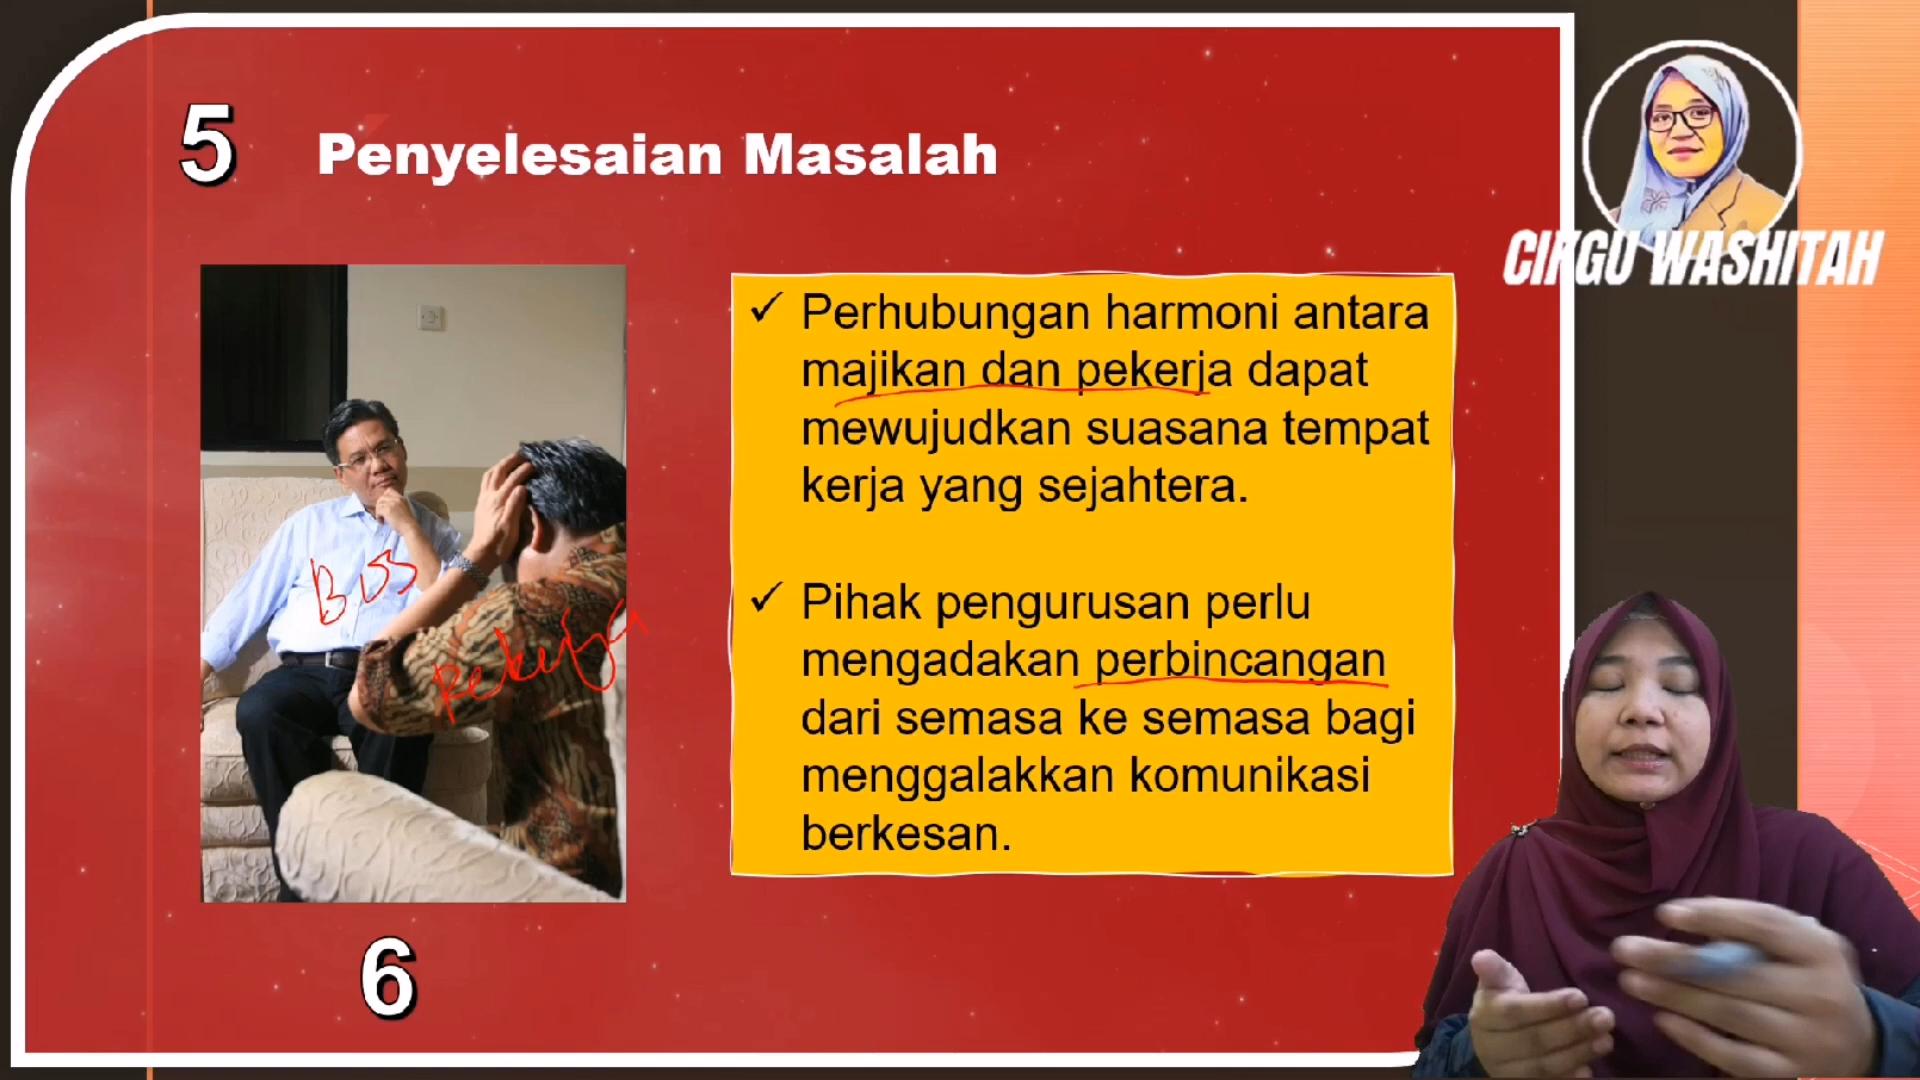 5 Penyelesaian Masalah
CIKGU WASHITAH
✓ Perhubungan harmoni antara
majikan dan pekerja dapat
mewujudkan suasana tempat
kerja yang sejahtera.
✓ Pihak pengurusan perlu
mengadakan perbincangan
dari semasa ke semasa bagi
menggalakkan komunikasi
berkesan.
Bos
Pekerja
6